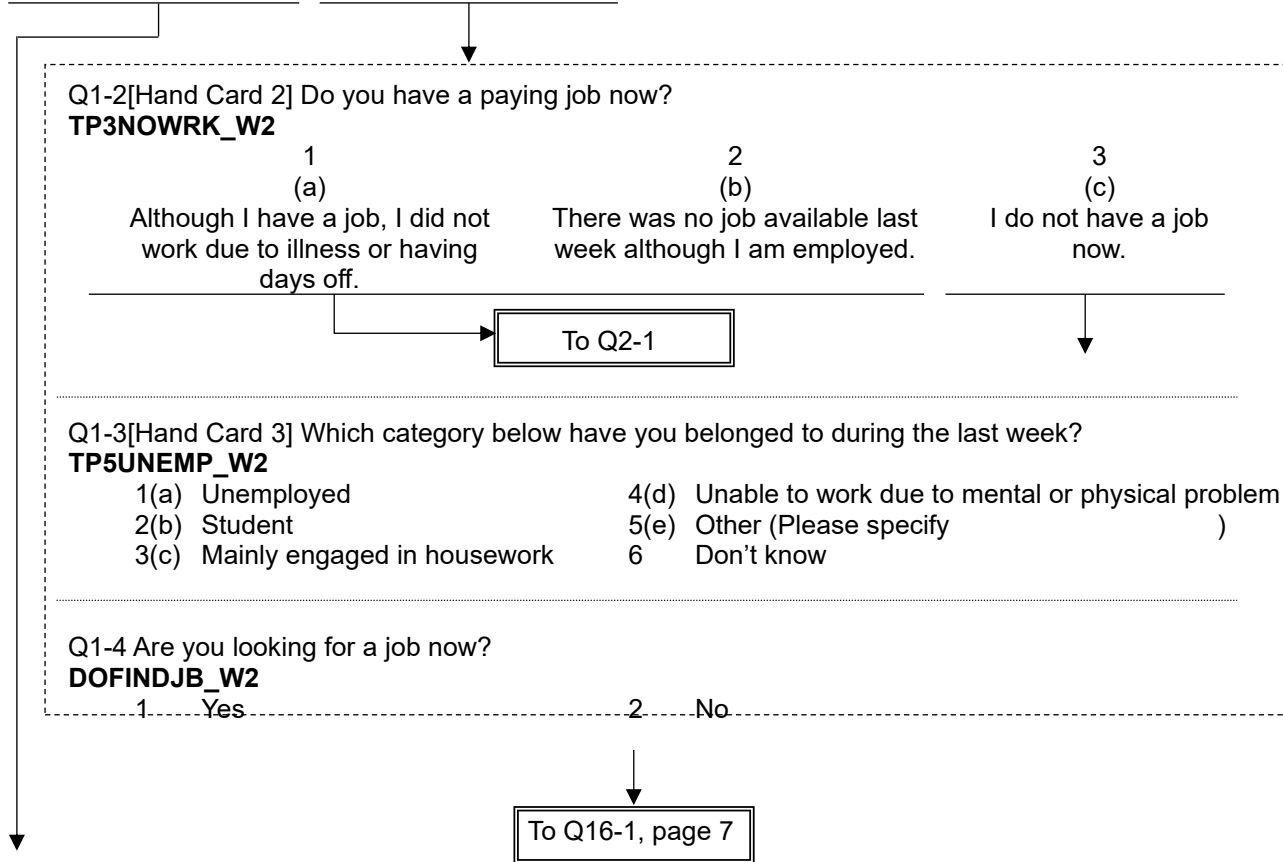 Q1-2[Hand Card 2] Do you have a paying job now?
TP3NOWRK_W2
1 2 3
(a) (b) (c)
Although I have a job, I did not There was no job available last I do not have a job
work due to illness or having week although I am employed. now.
days off.
To Q2-1
Q1-3[Hand Card 3] Which category below have you belonged to during the last week?
TP5UNEMP_W2
1(a) Unemployed 4(d) Unable to work due to mental or physical problem
2(b) Student 5(e) Other (Please specify )
3(c) Mainly engaged in housework 6 Don’t know
Q1-4 Are you looking for a job now?
DOFINDJB_W2
1 Yes 2 No
To Q16-1, page 7